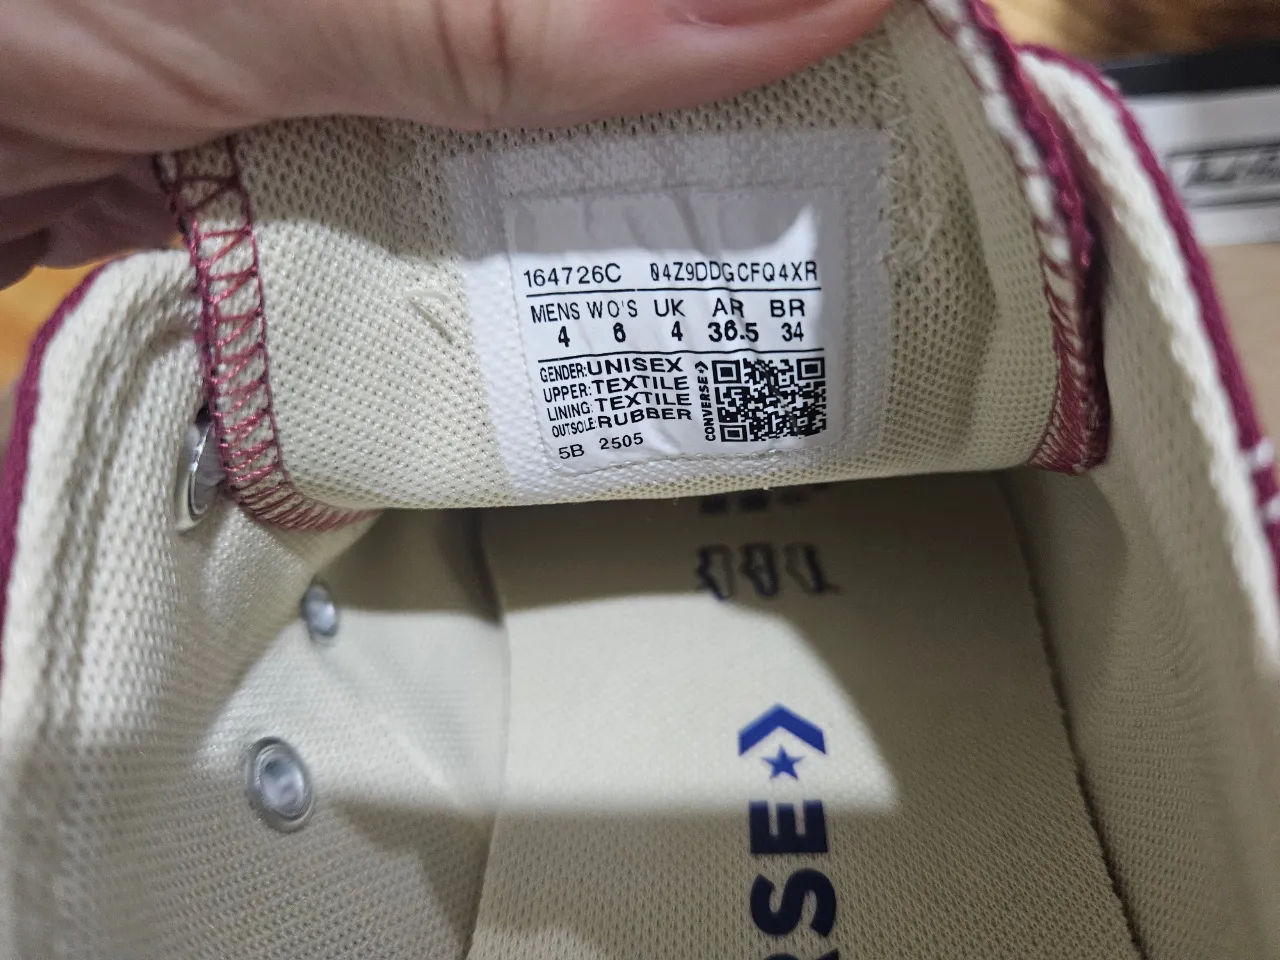 164726C 04Z9DDGCFQ4XR
MENS WO'S UK AR BR
4 6 4 36.5 34
GENDER:UNISEX
UPPER:TEXTILE
LINING:TEXTILE
OUTSOLE:RUBBER
CONVERSE
5B 2505
RSE